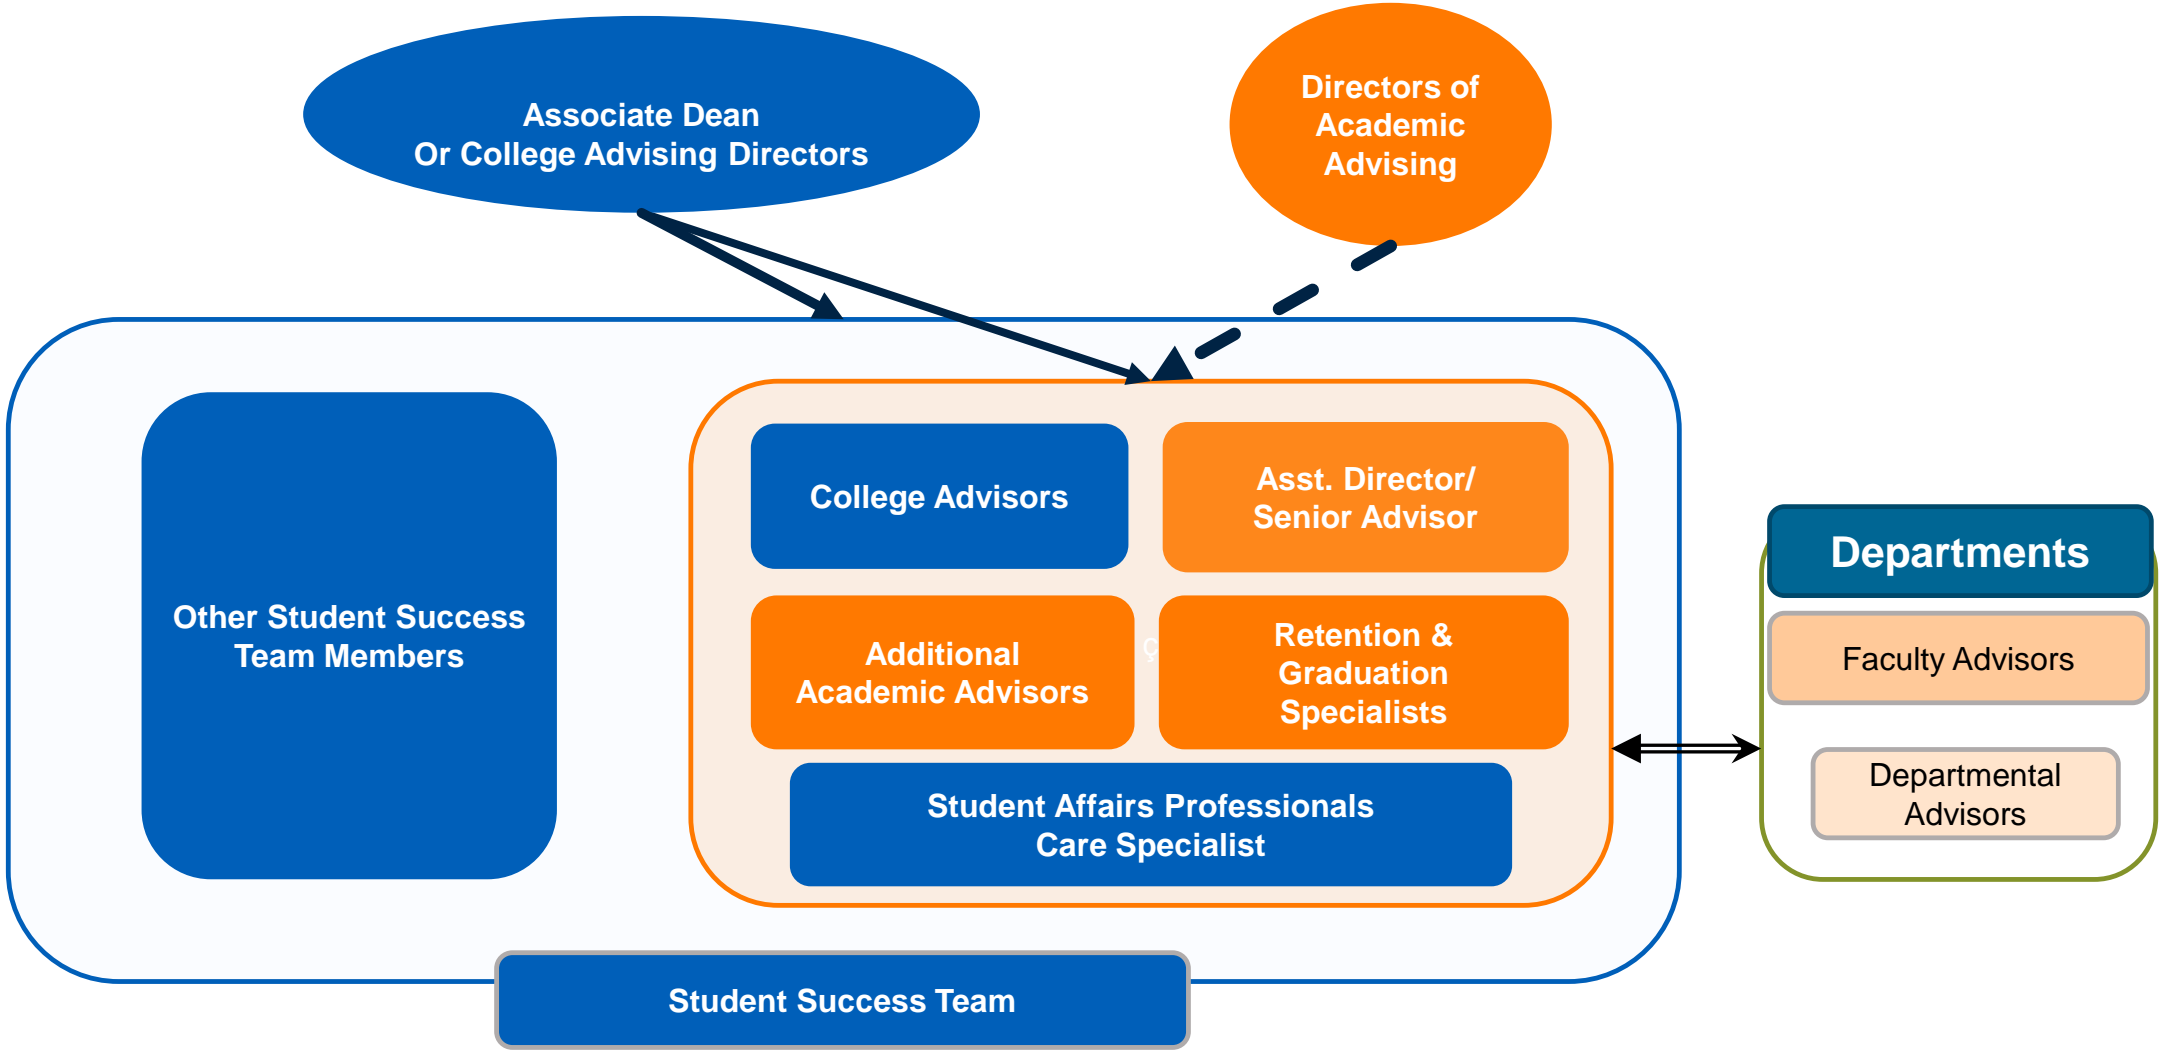 Associate Dean
Or College Advising Directors
Directors of
Academic
Advising
Other Student Success
Team Members
College Advisors
Asst. Director/
Senior Advisor
Additional
Academic Advisors
ç
Retention &
Graduation
Specialists
Student Affairs Professionals
Care Specialist
Student Success Team
Departments
Faculty Advisors
Departmental
Advisors